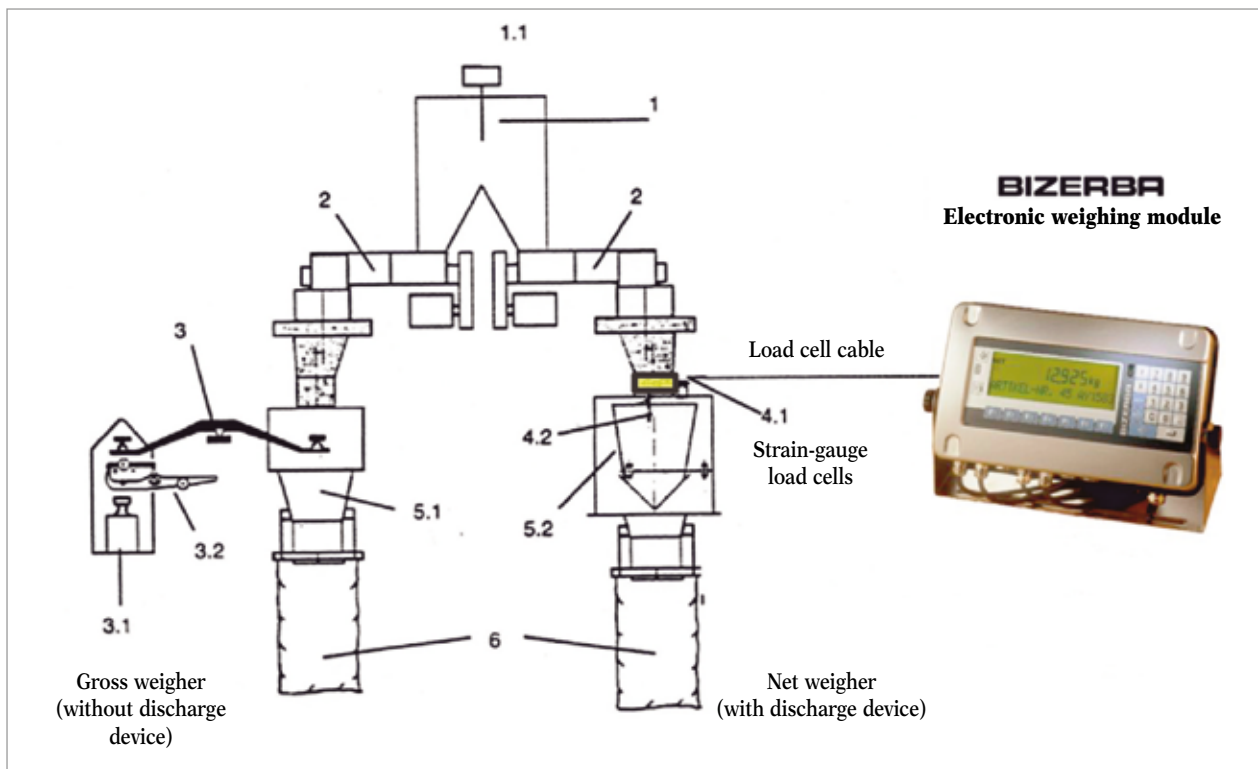 1.1
1
2
2
BIZERBA
Electronic weighing module
3
Load cell cable
12.925kg
4.1
4.2
Strain-gauge
load cells
5.1
5.2
3.2
3.1
6
Gross weigher
(without discharge
device)
Net weigher
(with discharge device)